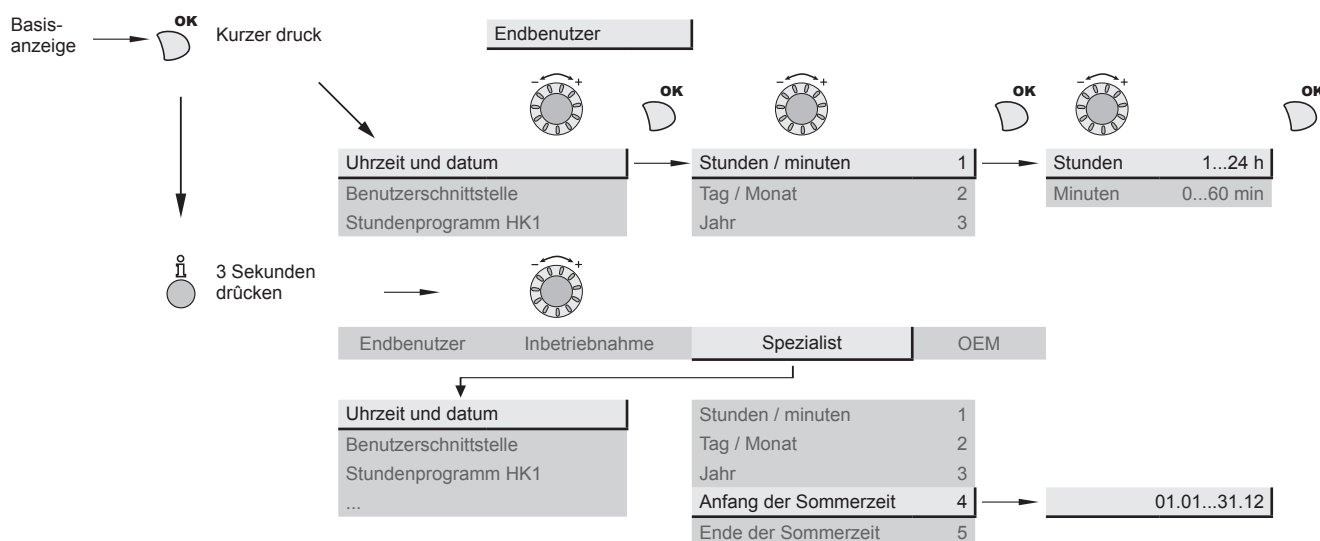 Basis-
anzeige
OK
Kurzer druck
Endbenutzer
- +
OK
- +
OK
- +
OK
Uhrzeit und datum
Stunden / minuten 1
Stunden 1...24 h
Benutzerschnittstelle
Tag / Monat 2
Minuten 0...60 min
Stundenprogramm HK1
Jahr 3
i
3 Sekunden
drûcken
- +
Endbenutzer
Inbetriebnahme
Spezialist
OEM
Uhrzeit und datum
Stunden / minuten 1
Benutzerschnittstelle
Tag / Monat 2
Stundenprogramm HK1
Jahr 3
...
Anfang der Sommerzeit 4
01.01...31.12
Ende der Sommerzeit 5